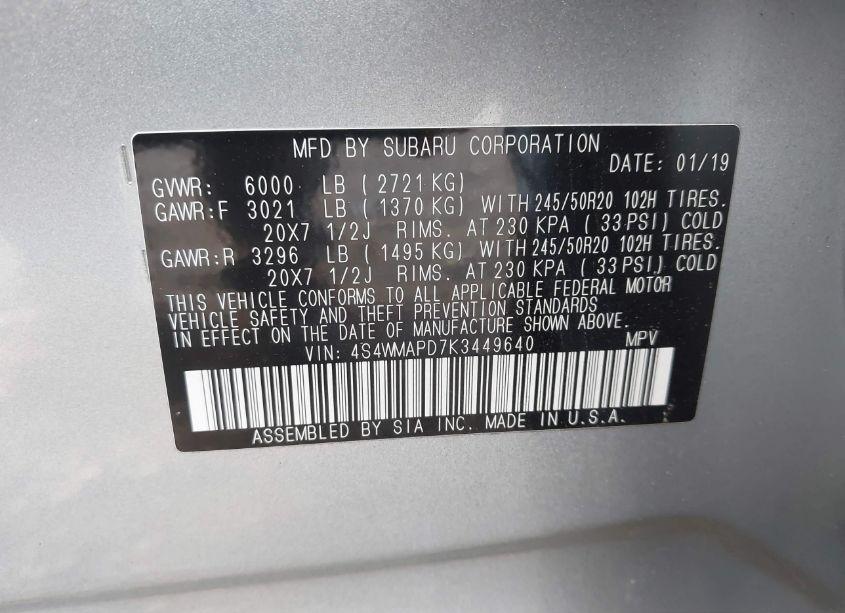 MFD BY SUBARU CORPORATION
DATE: 01/19
GVWR: 6000 LB ( 2721 KG)
GAWR:F 3021 LB ( 1370 KG) WITH 245/50R20 102H TIRES.
20X7 1/2J RIMS. AT 230 KPA ( 33 PSI) COLD
GAWR:R 3296 LB ( 1495 KG) WITH 245/50R20 102H TIRES.
20X7 1/2J RIMS. AT 230 KPA ( 33 PSI) COLD
THIS VEHICLE CONFORMS TO ALL APPLICABLE FEDERAL MOTOR
VEHICLE SAFETY AND THEFT PREVENTION STANDARDS
IN EFFECT ON THE DATE OF MANUFACTURE SHOWN ABOVE.
VIN: 4S4WMAPD7K3449640 MPV
ASSEMBLED BY SIA INC. MADE IN U.S.A.